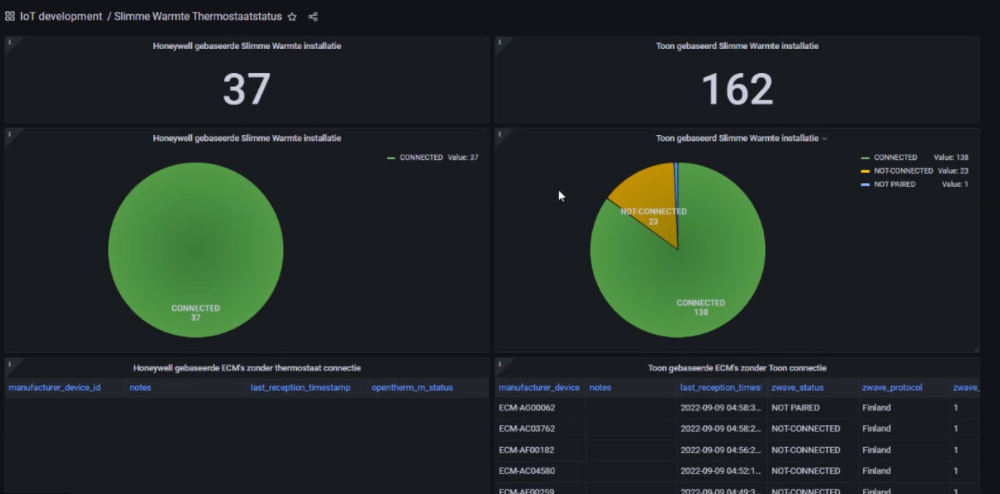 IoT development / Slimme Warmte Thermostaatstatus
Honeywell gebaseerde Slimme Warmte installatie
37
Toon gebaseerd Slimme Warmte installatie
162
Honeywell gebaseerde Slimme Warmte installatie
CONNECTED Value: 37
CONNECTED
37
Toon gebaseerd Slimme Warmte installatie
CONNECTED Value: 138
NOT-CONNECTED Value: 23
NOT PAIRED Value: 1
NOT-CONNECTED
23
CONNECTED
138
Honeywell gebaseerde ECM's zonder thermostaat connectie
manufacturer_device_id notes last_reception_timestamp opentherm_m_status
Toon gebaseerde ECM's zonder Toon connectie
manufacturer_device notes last_reception_times zwave_status zwave_protocol zwave_
ECM-AG00062 2022-09-09 04:58:3... NOT PAIRED Finland 1
ECM-AC03762 2022-09-09 04:58:2... NOT-CONNECTED Finland 1
ECM-AF00182 2022-09-09 04:56:2... NOT-CONNECTED Finland 1
ECM-AC04580 2022-09-09 04:52:1... NOT-CONNECTED Finland 1
ECM-AF00259 2022-09-09 04:49:3 NOT-CONNECTED Finland 1